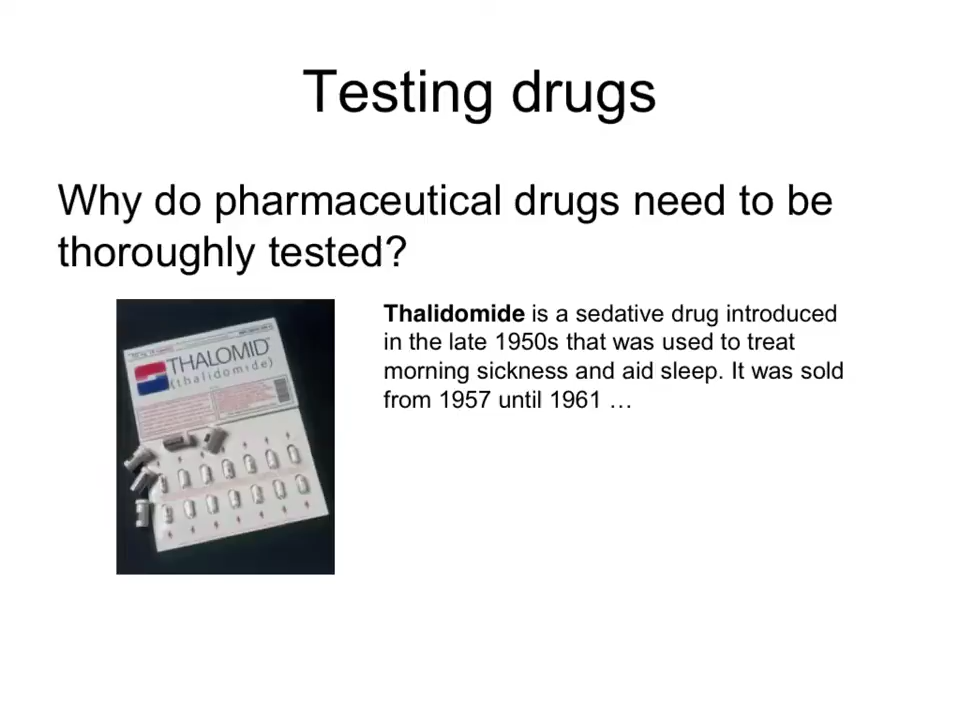 Testing drugs
Why do pharmaceutical drugs need to be
thoroughly tested?
Thalidomide is a sedative drug introduced
in the late 1950s that was used to treat
morning sickness and aid sleep. It was sold
from 1957 until 1961 …
THALOMID
(thalidomide)